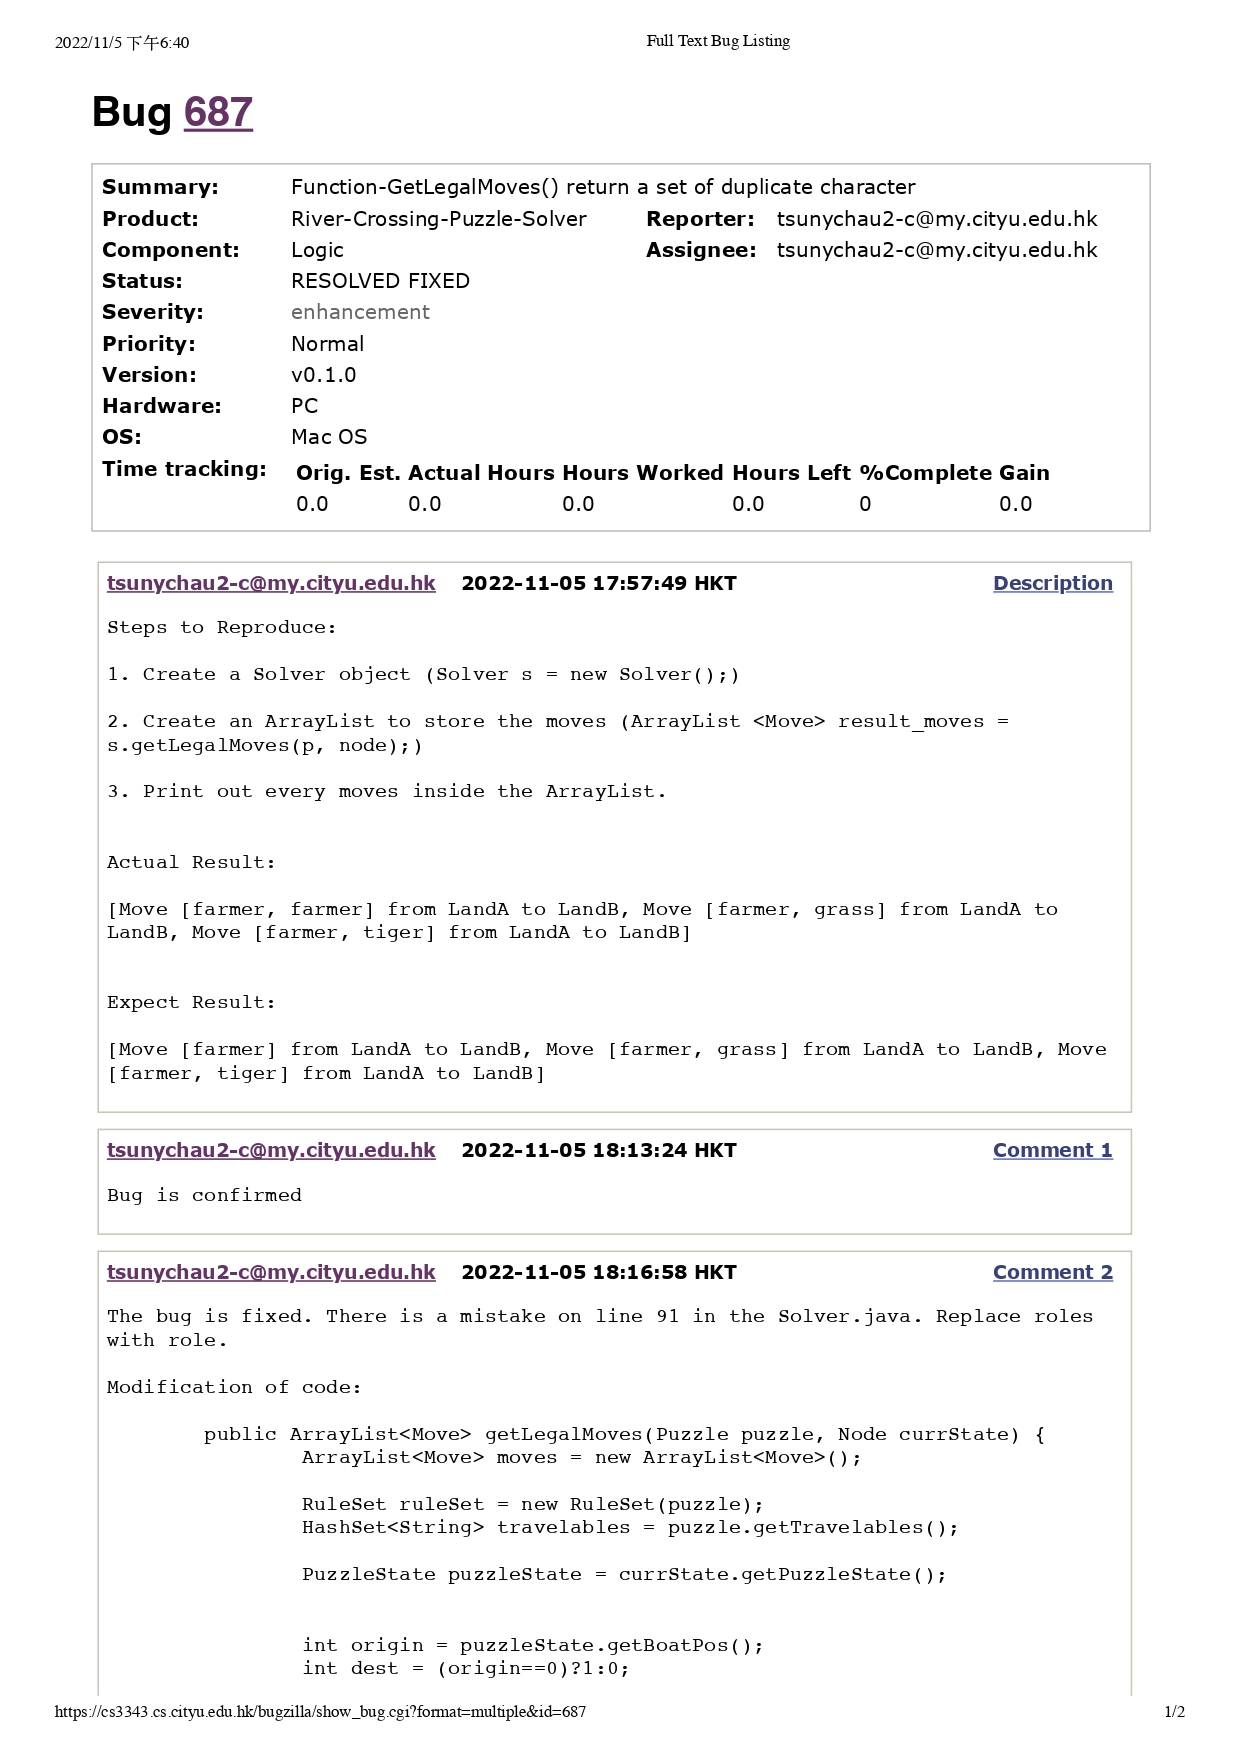 2022/11/5 下午6:40
Full Text Bug Listing
Bug 687
Summary: Function-GetLegalMoves() return a set of duplicate character
Product: River-Crossing-Puzzle-Solver Reporter: tsunychau2-c@my.cityu.edu.hk
Component: Logic Assignee: tsunychau2-c@my.cityu.edu.hk
Status: RESOLVED FIXED
Severity: enhancement
Priority: Normal
Version: v0.1.0
Hardware: PC
OS: Mac OS
Time tracking: Orig. Est. Actual Hours Hours Worked Hours Left %Complete Gain
0.0 0.0 0.0 0.0 0 0.0
tsunychau2-c@my.cityu.edu.hk 2022-11-05 17:57:49 HKT Description
Steps to Reproduce:
1. Create a Solver object (Solver s = new Solver();)
2. Create an ArrayList to store the moves (ArrayList <Move> result_moves =
s.getLegalMoves(p, node);)
3. Print out every moves inside the ArrayList.
Actual Result:
[Move [farmer, farmer] from LandA to LandB, Move [farmer, grass] from LandA to
LandB, Move [farmer, tiger] from LandA to LandB]
Expect Result:
[Move [farmer] from LandA to LandB, Move [farmer, grass] from LandA to LandB, Move
[farmer, tiger] from LandA to LandB]
tsunychau2-c@my.cityu.edu.hk 2022-11-05 18:13:24 HKT Comment 1
Bug is confirmed
tsunychau2-c@my.cityu.edu.hk 2022-11-05 18:16:58 HKT Comment 2
The bug is fixed. There is a mistake on line 91 in the Solver.java. Replace roles
with role.
Modification of code:
public ArrayList<Move> getLegalMoves(Puzzle puzzle, Node currState) {
ArrayList<Move> moves = new ArrayList<Move>();
RuleSet ruleSet = new RuleSet(puzzle);
HashSet<String> travelables = puzzle.getTravelables();
PuzzleState puzzleState = currState.getPuzzleState();
int origin = puzzleState.getBoatPos();
int dest = (origin==0)?1:0;
https://cs3343.cs.cityu.edu.hk/bugzilla/show_bug.cgi?format=multiple&id=687
1/2